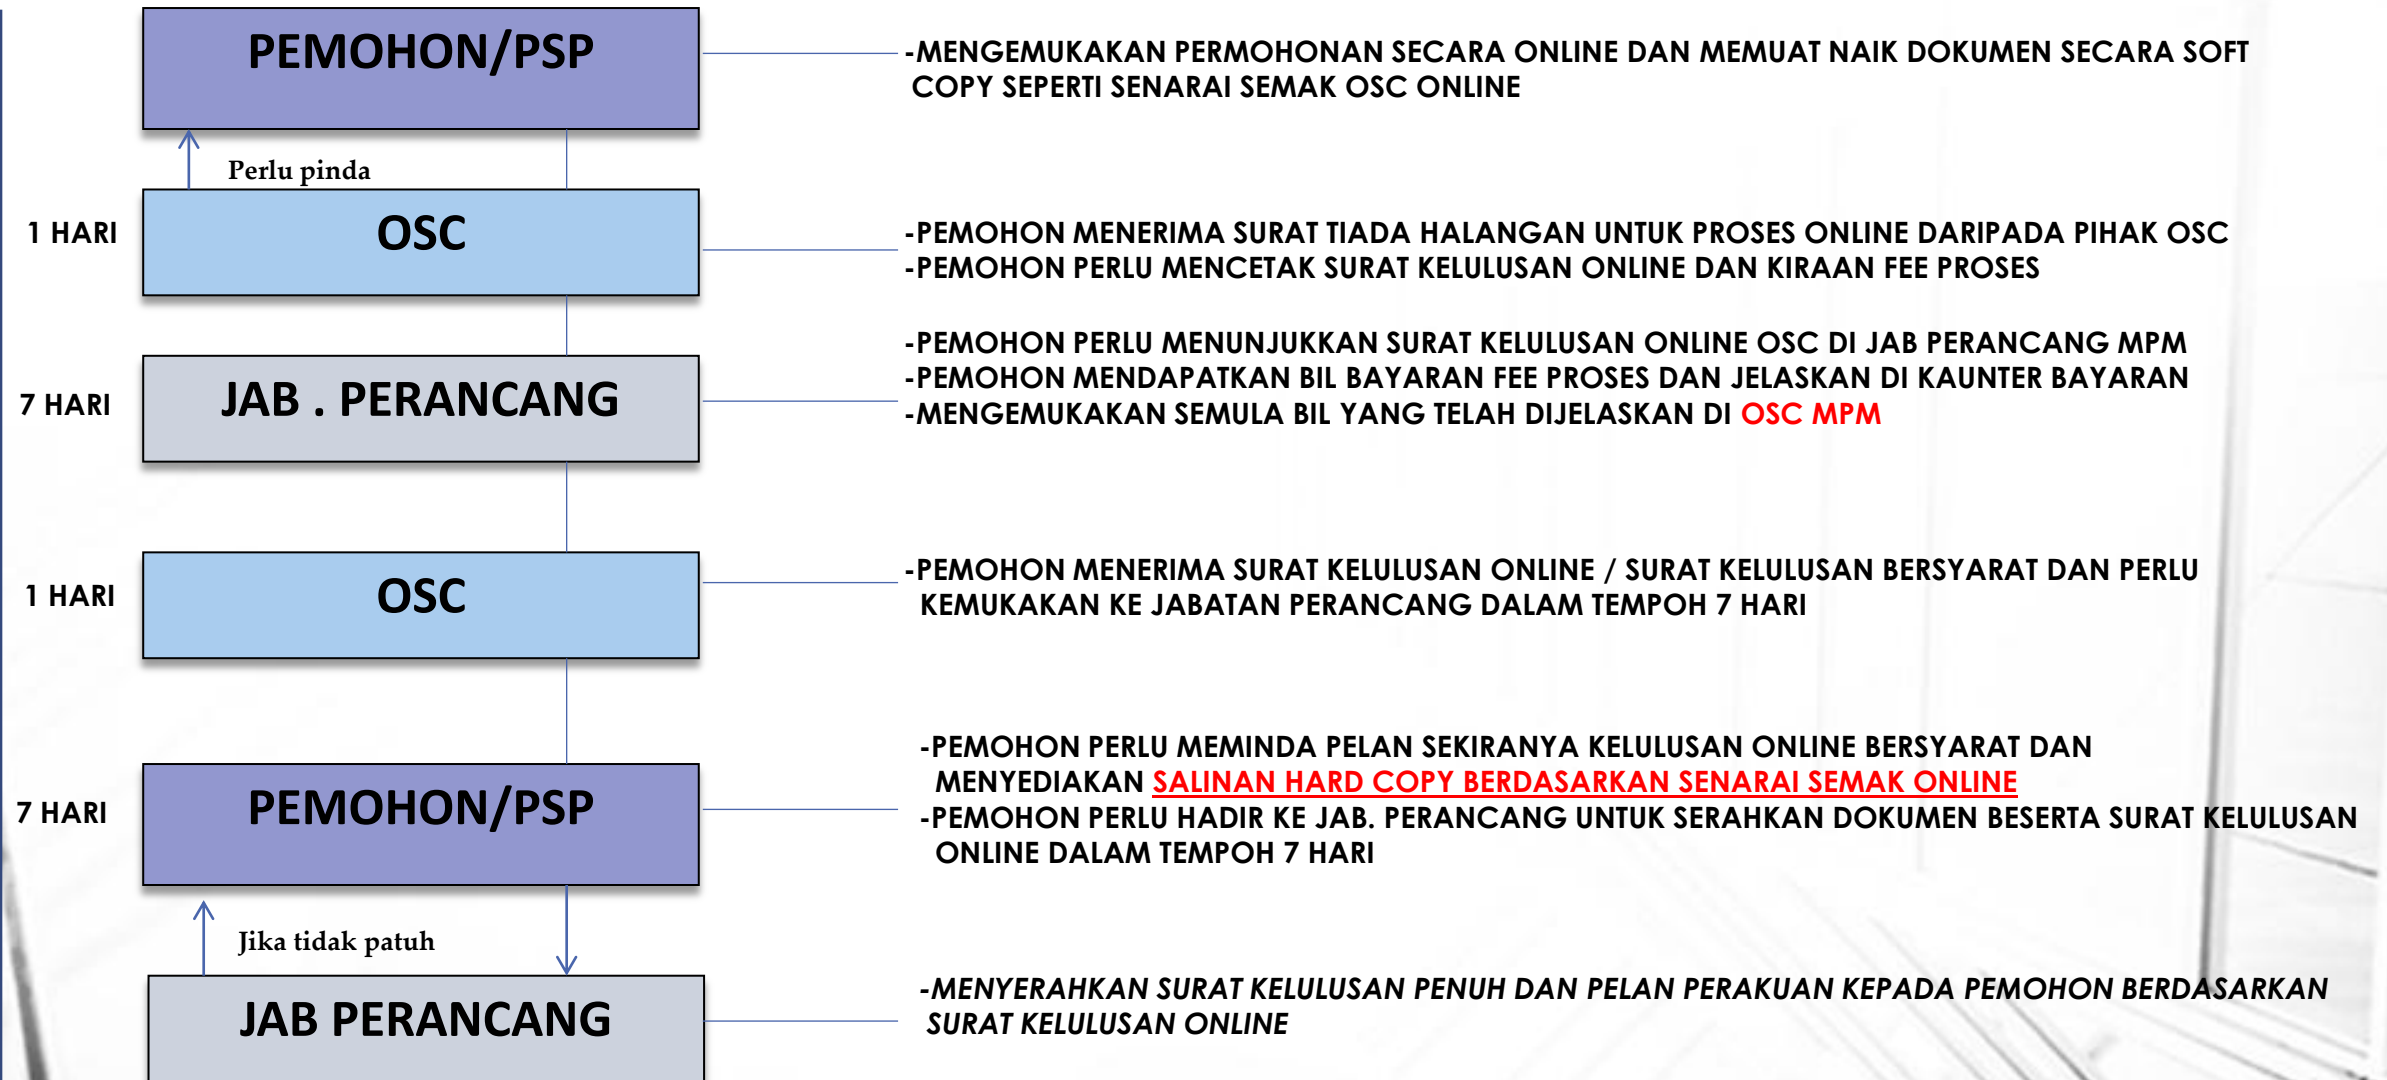 PEMOHON/PSP
-MENGEMUKAKAN PERMOHONAN SECARA ONLINE DAN MEMUAT NAIK DOKUMEN SECARA SOFT
COPY SEPERTI SENARAI SEMAK OSC ONLINE
Perlu pinda
1 HARI
OSC
-PEMOHON MENERIMA SURAT TIADA HALANGAN UNTUK PROSES ONLINE DARIPADA PIHAK OSC
-PEMOHON PERLU MENCETAK SURAT KELULUSAN ONLINE DAN KIRAAN FEE PROSES
7 HARI
JAB . PERANCANG
-PEMOHON PERLU MENUNJUKKAN SURAT KELULUSAN ONLINE OSC DI JAB PERANCANG MPM
-PEMOHON MENDAPATKAN BIL BAYARAN FEE PROSES DAN JELASKAN DI KAUNTER BAYARAN
-MENGEMUKAKAN SEMULA BIL YANG TELAH DIJELASKAN DI OSC MPM
1 HARI
OSC
-PEMOHON MENERIMA SURAT KELULUSAN ONLINE / SURAT KELULUSAN BERSYARAT DAN PERLU
KEMUKAKAN KE JABATAN PERANCANG DALAM TEMPOH 7 HARI
7 HARI
PEMOHON/PSP
-PEMOHON PERLU MEMINDA PELAN SEKIRANYA KELULUSAN ONLINE BERSYARAT DAN
MENYEDIAKAN SALINAN HARD COPY BERDASARKAN SENARAI SEMAK ONLINE
-PEMOHON PERLU HADIR KE JAB. PERANCANG UNTUK SERAHKAN DOKUMEN BESERTA SURAT KELULUSAN
ONLINE DALAM TEMPOH 7 HARI
Jika tidak patuh
JAB PERANCANG
-MENYERAHKAN SURAT KELULUSAN PENUH DAN PELAN PERAKUAN KEPADA PEMOHON BERDASARKAN
SURAT KELULUSAN ONLINE